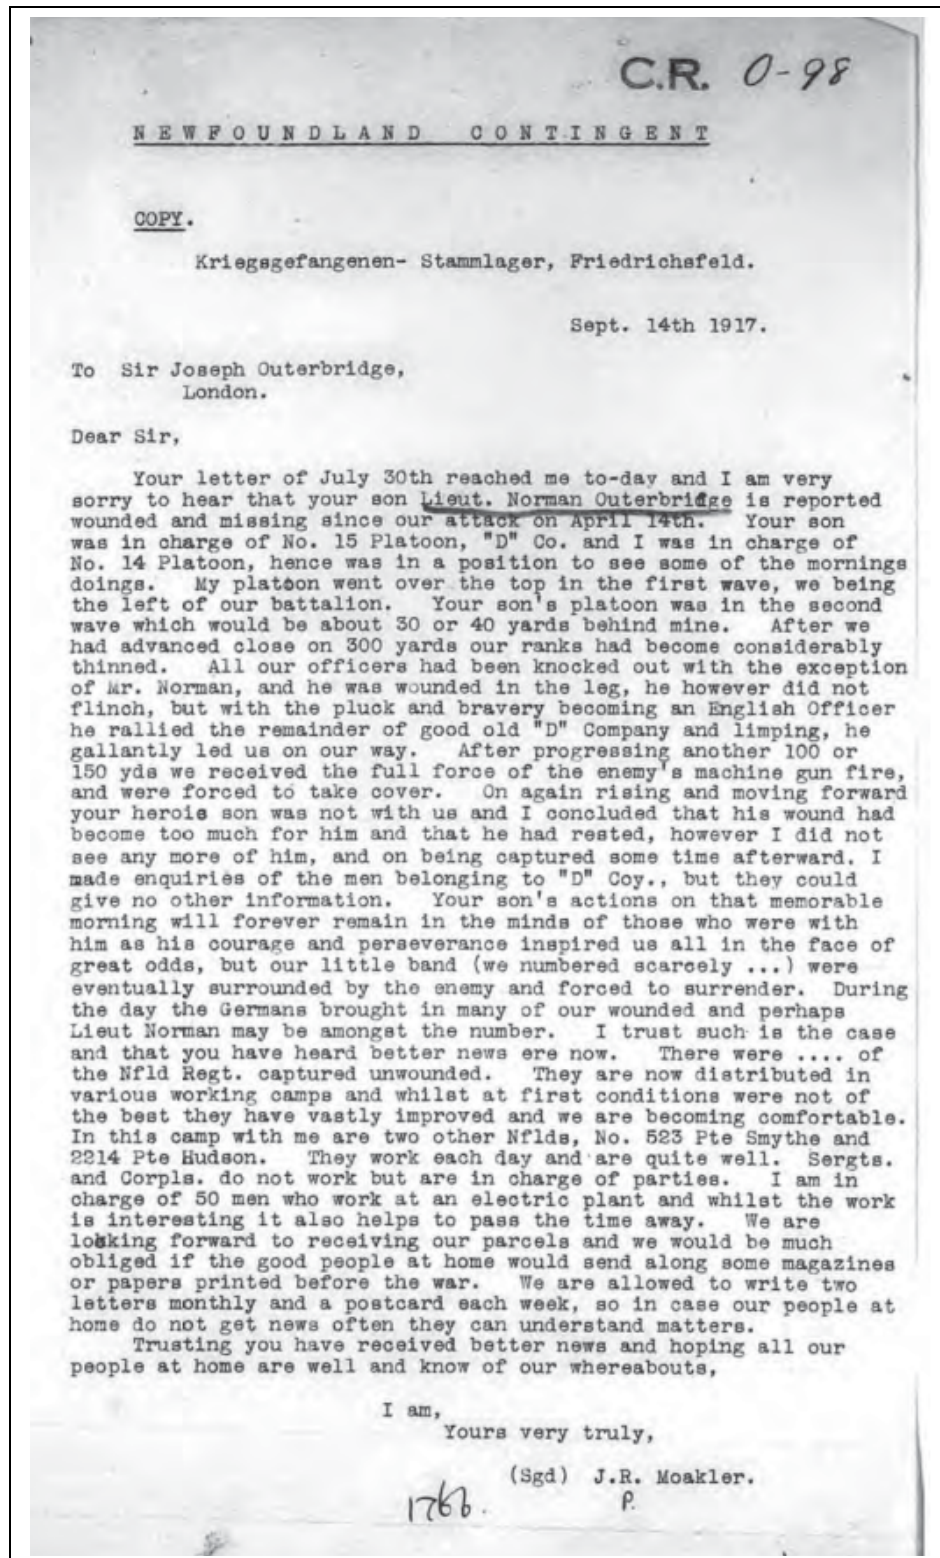 C.R. O-98
NEWFOUNDLAND CONTINGENT
COPY.
Kriegsgefangenen- Stammlager, Friedrichsfeld.
Sept. 14th 1917.
To Sir Joseph Outerbridge,
London.
Dear Sir,
Your letter of July 30th reached me to-day and I am very
sorry to hear that your son Lieut. Norman Outerbridge is reported
wounded and missing since our attack on April 14th. Your son
was in charge of No. 15 Platoon, "D" Co. and I was in charge of
No. 14 Platoon, hence was in a position to see some of the mornings
doings. My platoon went over the top in the first wave, we being
the left of our battalion. Your son's platoon was in the second
wave which would be about 30 or 40 yards behind mine. After we
had advanced close on 300 yards our ranks had become considerably
thinned. All our officers had been knocked out with the exception
of Mr. Norman, and he was wounded in the leg, he however did not
flinch, but with the pluck and bravery becoming an English Officer
he rallied the remainder of good old "D" Company and limping, he
gallantly led us on our way. After progressing another 100 or
150 yds we received the full force of the enemy's machine gun fire,
and were forced to take cover. On again rising and moving forward
your herois son was not with us and I concluded that his wound had
become too much for him and that he had rested, however I did not
see any more of him, and on being captured some time afterward. I
made enquiries of the men belonging to "D" Coy., but they could
give no other information. Your son's actions on that memorable
morning will forever remain in the minds of those who were with
him as his courage and perseverance inspired us all in the face of
great odds, but our little band (we numbered scarcely ...) were
eventually surrounded by the enemy and forced to surrender. During
the day the Germans brought in many of our wounded and perhaps
Lieut Norman may be amongst the number. I trust such is the case
and that you have heard better news ere now. There were .... of
the Nfld Regt. captured unwounded. They are now distributed in
various working camps and whilst at first conditions were not of
the best they have vastly improved and we are becoming comfortable.
In this camp with me are two other Nflds, No. 523 Pte Smythe and
2214 Pte Hudson. They work each day and are quite well. Sergts.
and Corpls. do not work but are in charge of parties. I am in
charge of 50 men who work at an electric plant and whilst the work
is interesting it also helps to pass the time away. We are
looking forward to receiving our parcels and we would be much
obliged if the good people at home would send along some magazines
or papers printed before the war. We are allowed to write two
letters monthly and a postcard each week, so in case our people at
home do not get news often they can understand matters.
Trusting you have received better news and hoping all our
people at home are well and know of our whereabouts,
I am,
Yours very truly,
(Sgd) J.R. Moakler.
1766. P.